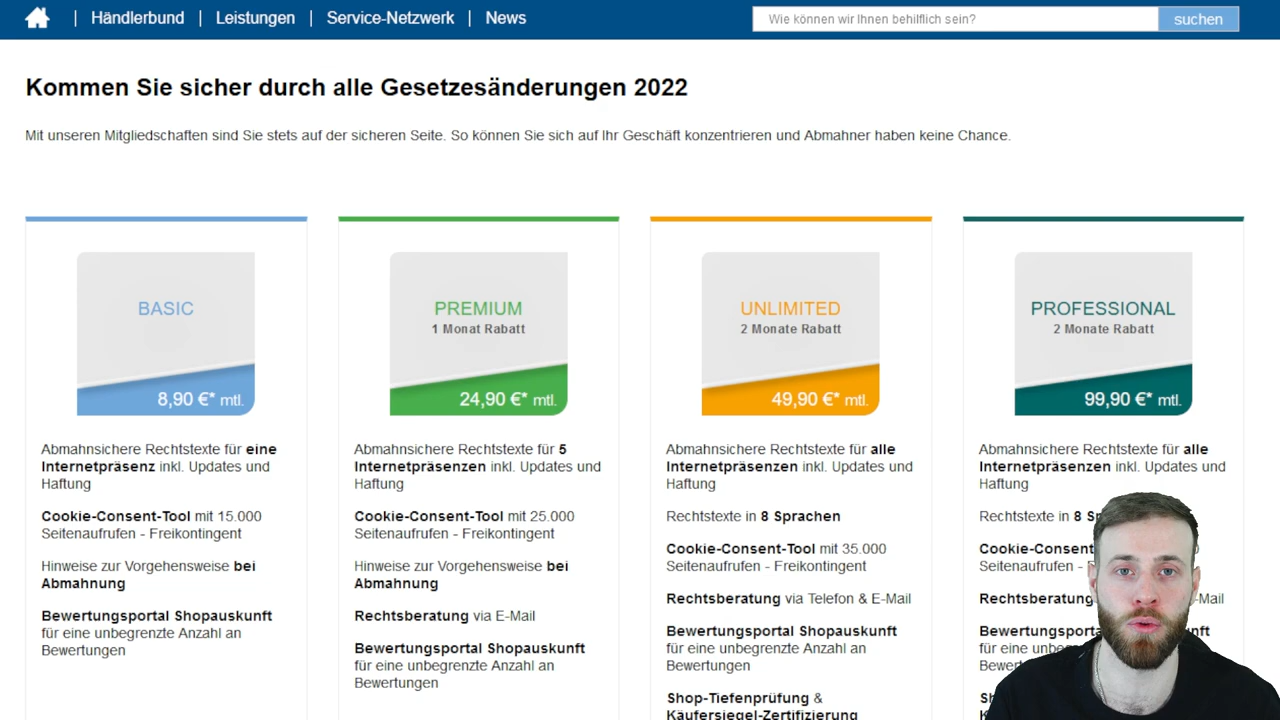 Händlerbund
Leistungen
Service-Netzwerk
News
Wie können wir Ihnen behilflich sein?
suchen
Kommen Sie sicher durch alle Gesetzesänderungen 2022
Mit unseren Mitgliedschaften sind Sie stets auf der sicheren Seite. So können Sie sich auf Ihr Geschäft konzentrieren und Abmahner haben keine Chance.
BASIC
8,90 €* mtl.
Abmahnsichere Rechtstexte für eine
Internetpräsenz inkl. Updates und
Haftung
Cookie-Consent-Tool mit 15.000
Seitenaufrufen - Freikontingent
Hinweise zur Vorgehensweise bei
Abmahnung
Bewertungsportal Shopauskunft
für eine unbegrenzte Anzahl an
Bewertungen
PREMIUM
1 Monat Rabatt
24,90 €* mtl.
Abmahnsichere Rechtstexte für 5
Internetpräsenzen inkl. Updates und
Haftung
Cookie-Consent-Tool mit 25.000
Seitenaufrufen - Freikontingent
Hinweise zur Vorgehensweise bei
Abmahnung
Rechtsberatung via E-Mail
Bewertungsportal Shopauskunft
für eine unbegrenzte Anzahl an
Bewertungen
UNLIMITED
2 Monate Rabatt
49,90 €* mtl.
Abmahnsichere Rechtstexte für alle
Internetpräsenzen inkl. Updates und
Haftung
Rechtstexte in 8 Sprachen
Cookie-Consent-Tool mit 35.000
Seitenaufrufen - Freikontingent
Rechtsberatung via Telefon & E-Mail
Bewertungsportal Shopauskunft
für eine unbegrenzte Anzahl an
Bewertungen
Shop-Tiefenprüfung &
Käufersiegel-Zertifizierung
PROFESSIONAL
2 Monate Rabatt
99,90 €* mtl.
Abmahnsichere Rechtstexte für alle
Internetpräsenzen inkl. Updates und
Haftung
Rechtstexte in 8
Cookie-Consent
Seitenaufrufen -
Rechtsberatung
für eine